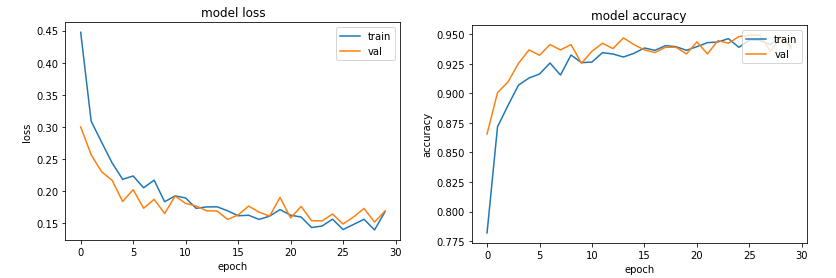 model loss
0.45
0.40
0.35
0.30
0.25
0.20
0.15
loss
train
val
0 5 10 15 20 25 30
epoch
model accuracy
0.950
0.925
0.900
0.875
0.850
0.825
0.800
0.775
accuracy
train
val
0 5 10 15 20 25 30
epoch